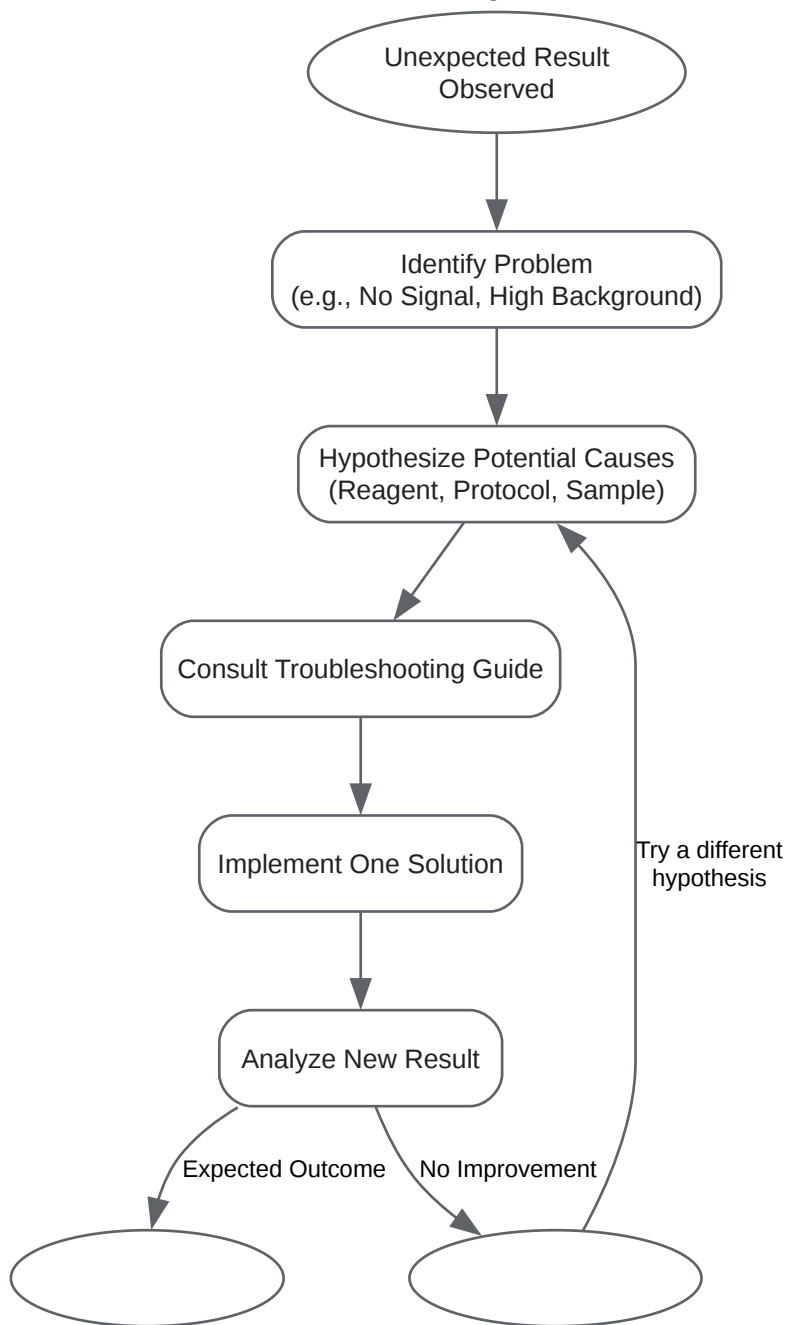 Unexpected Result
Observed
Identify Problem
(e.g., No Signal, High Background)
Hypothesize Potential Causes
(Reagent, Protocol, Sample)
Consult Troubleshooting Guide
Implement One Solution
Try a different
hypothesis
Analyze New Result
Expected Outcome
No Improvement